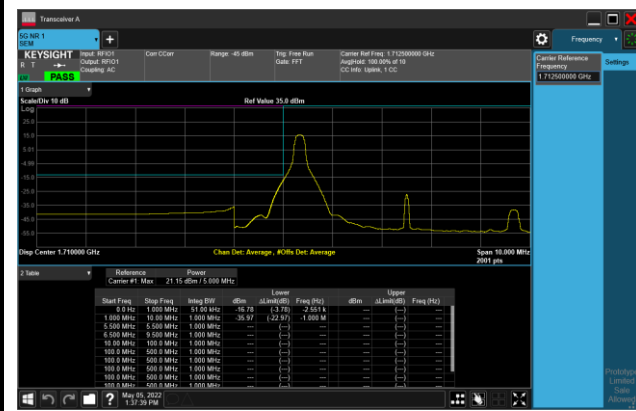 Transceiver A
5G NR 1
SEM
Frequency
KEYSIGHT
R T
PASS
Input: RFIO1
Output: RFIO1
Coupling: AC
Corr CCorr
Range: -45 dBm
Trig: Free Run
Gate: FFT
Carrier Ref Freq: 1.712500000 GHz
Avg|Hold: 100.00% of 10
CC Info: Uplink, 1 CC
Carrier Reference
Frequency
1.712500000 GHz
Settings
1 Graph
Scale/Div 10 dB
Ref Value 35.0 dBm
Log
25.0
15.0
5.01
-4.99
-15.0
-25.0
-35.0
-45.0
-55.0
Disp Center 1.710000 GHz
Chan Det: Average , #Offs Det: Average
Span 10.000 MHz
2001 pts
2 Table
Reference Power
Carrier #1: Max 21.15 dBm / 5.000 MHz
Lower Upper
Start Freq Stop Freq Integ BW dBm ΔLimit(dB) Freq (Hz) dBm ΔLimit(dB) Freq (Hz)
0.0 Hz 1.000 MHz 51.00 kHz -16.78 (-3.78) -2.551 k --- (---) ---
1.000 MHz 10.00 MHz 1.000 MHz -35.97 (-22.97) -1.000 M --- (---) ---
5.500 MHz 5.500 MHz 1.000 MHz --- (---) --- --- (---) ---
6.500 MHz 9.500 MHz 1.000 MHz --- (---) --- --- (---) ---
10.00 MHz 100.0 MHz 1.000 MHz --- (---) --- --- (---) ---
100.0 MHz 500.0 MHz 1.000 MHz --- (---) --- --- (---) ---
100.0 MHz 500.0 MHz 1.000 MHz --- (---) --- --- (---) ---
100.0 MHz 500.0 MHz 1.000 MHz --- (---) --- --- (---) ---
100.0 MHz 500.0 MHz 1.000 MHz --- (---) --- --- (---) ---
Prototype
Limited
Sale
Allowed
May 05, 2022
1:37:39 PM